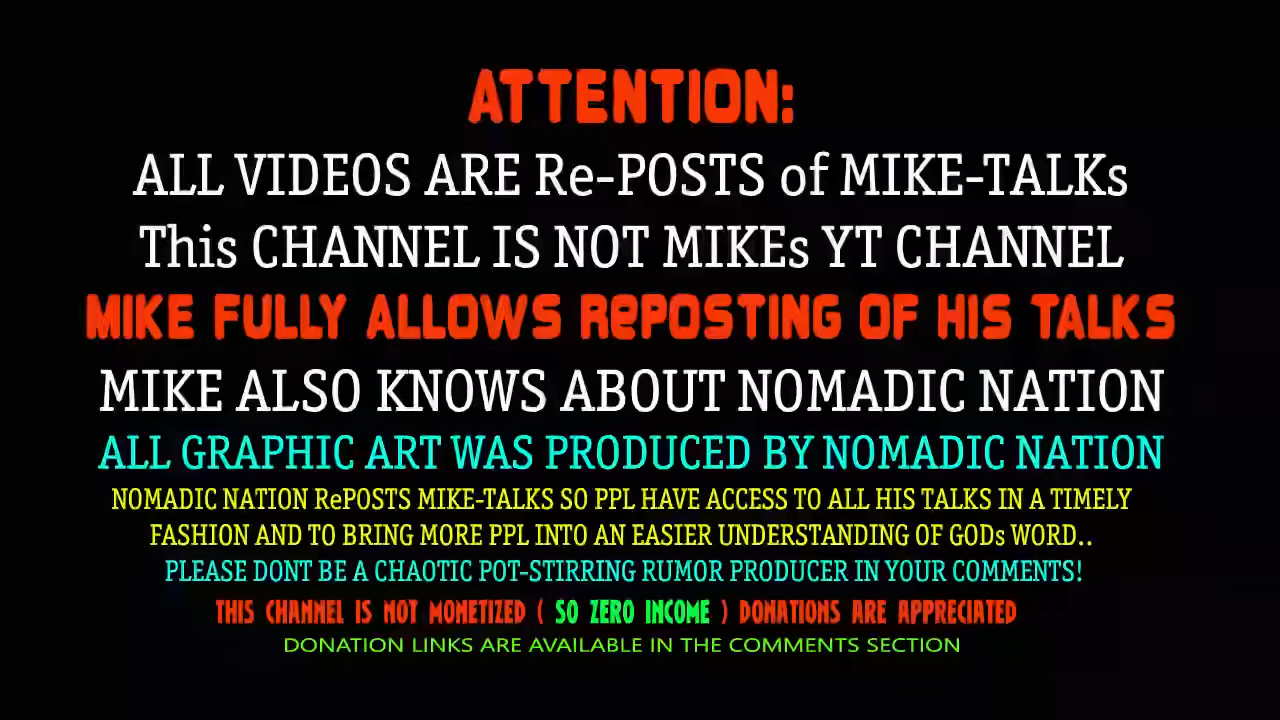 ATTENTION:
ALL VIDEOS ARE Re-POSTS of MIKE-TALKs
This CHANNEL IS NOT MIKEs YT CHANNEL
MIKE FULLY ALLOWS RePOSTING OF HIS TALKS
MIKE ALSO KNOWS ABOUT NOMADIC NATION
ALL GRAPHIC ART WAS PRODUCED BY NOMADIC NATION
NOMADIC NATION RePOSTS MIKE-TALKS SO PPL HAVE ACCESS TO ALL HIS TALKS IN A TIMELY
FASHION AND TO BRING MORE PPL INTO AN EASIER UNDERSTANDING OF GODs WORD..
PLEASE DONT BE A CHAOTIC POT-STIRRING RUMOR PRODUCER IN YOUR COMMENTS!
THIS CHANNEL IS NOT MONETIZED ( SO ZERO INCOME ) DONATIONS ARE APPRECIATED
DONATION LINKS ARE AVAILABLE IN THE COMMENTS SECTION